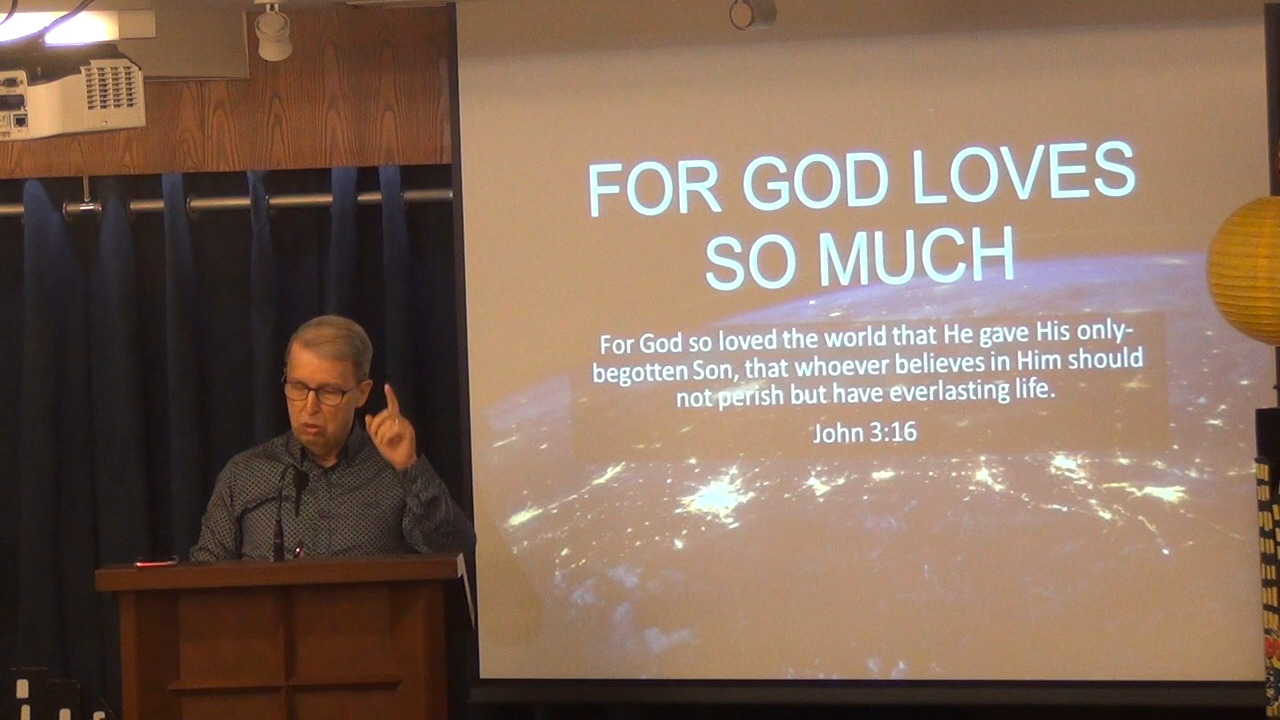 FOR GOD LOVES
SO MUCH
For God so loved the world that He gave His only-
begotten Son, that whoever believes in Him should
not perish but have everlasting life.
John 3:16